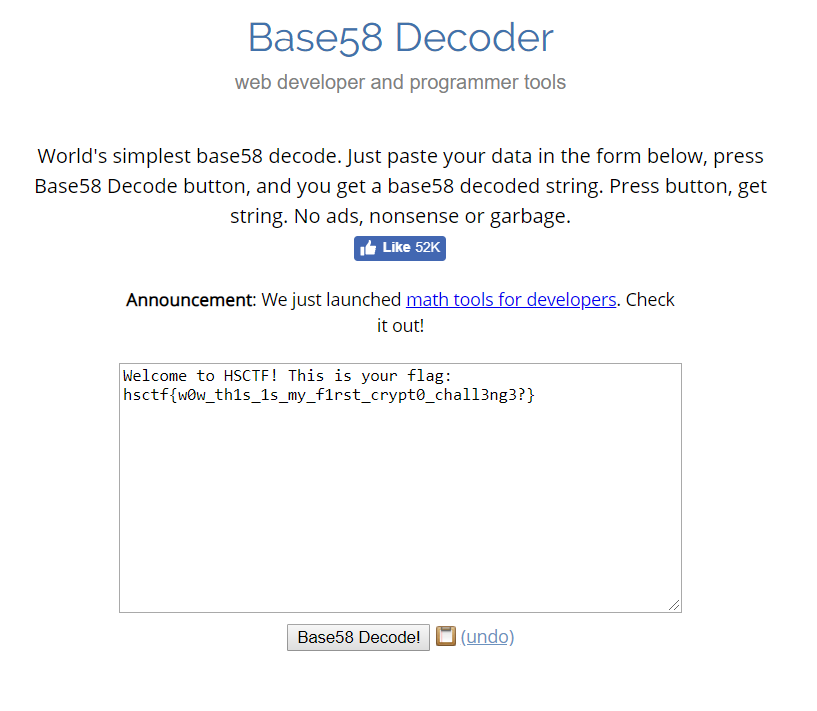 Base58 Decoder
web developer and programmer tools
World's simplest base58 decode. Just paste your data in the form below, press
Base58 Decode button, and you get a base58 decoded string. Press button, get
string. No ads, nonsense or garbage.
Like 52K
Announcement: We just launched math tools for developers. Check
it out!
Welcome to HSCTF! This is your flag:
hsctf{w0w_th1s_1s_my_f1rst_crypt0_chall3ng3?}
Base58 Decode! (undo)